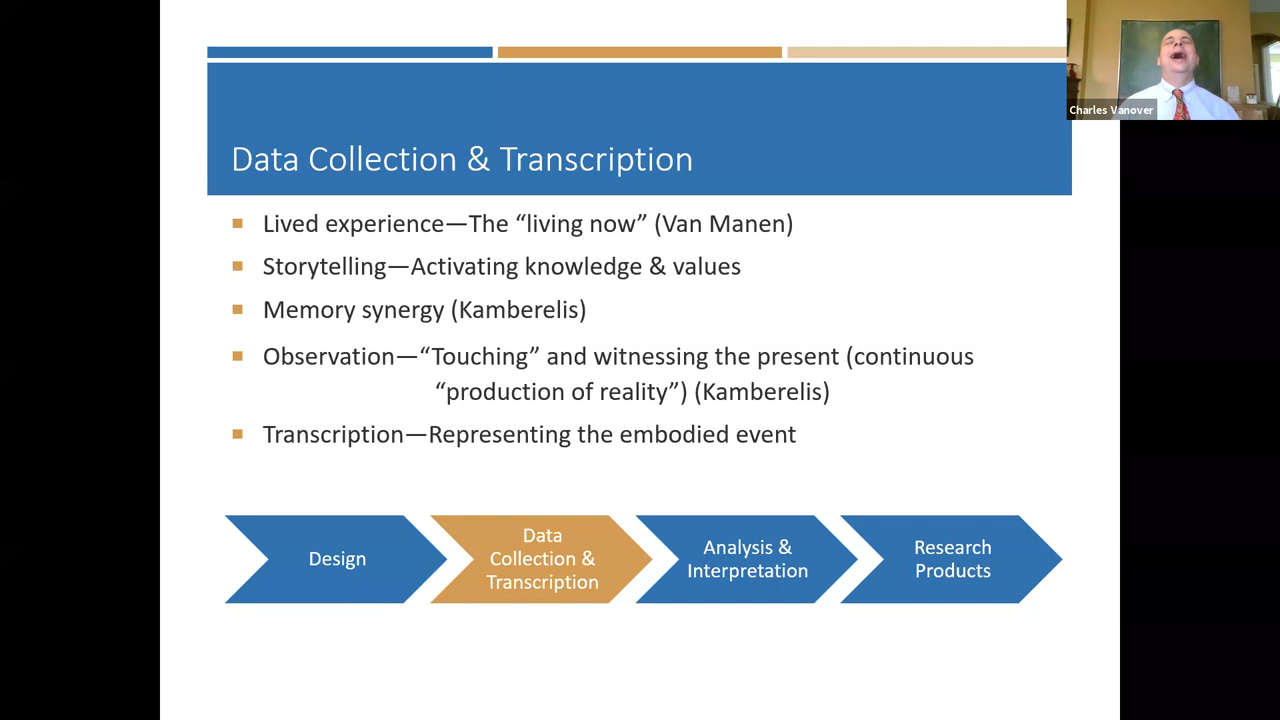 Charles Vanover
Data Collection & Transcription
Lived experience—The “living now” (Van Manen)
Storytelling—Activating knowledge & values
Memory synergy (Kamberelis)
Observation—“Touching” and witnessing the present (continuous
“production of reality”) (Kamberelis)
Transcription—Representing the embodied event
Design
Data
Collection &
Transcription
Analysis &
Interpretation
Research
Products